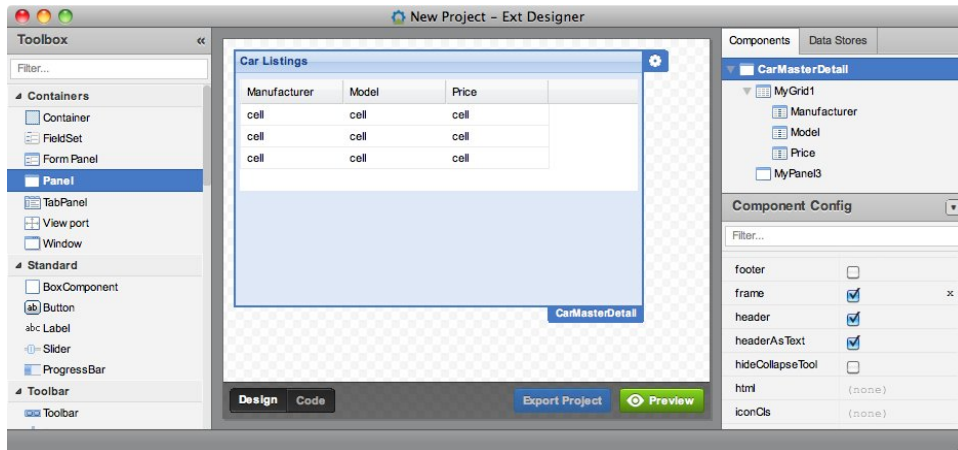 New Project – Ext Designer
Toolbox «
Filter...
Containers
Container
FieldSet
Form Panel
Panel
TabPanel
View port
Window
Standard
BoxComponent
ab Button
abc Label
Slider
ProgressBar
Toolbar
Toolbar
Car Listings
Manufacturer Model Price
cell cell cell
cell cell cell
cell cell cell
CarMasterDetail
Design Code Export Project Preview
Components Data Stores
CarMasterDetail
MyGrid1
Manufacturer
Model
Price
MyPanel3
Component Config
Filter...
footer
frame x
header
headerAsText
hideCollapseTool
html (none)
iconCls (none)